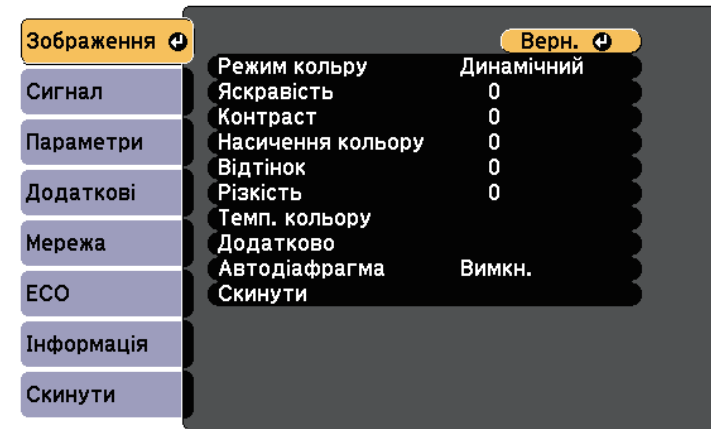 Зображення
Сигнал
Параметри
Додаткові
Мережа
ECO
Інформація
Скинути
Верн.
Режим кольру Динамічний
Яскравість 0
Контраст 0
Насичення кольору 0
Відтінок 0
Різкість 0
Темп. кольору
Додатково
Автодіафрагма Вимкн.
Скинути